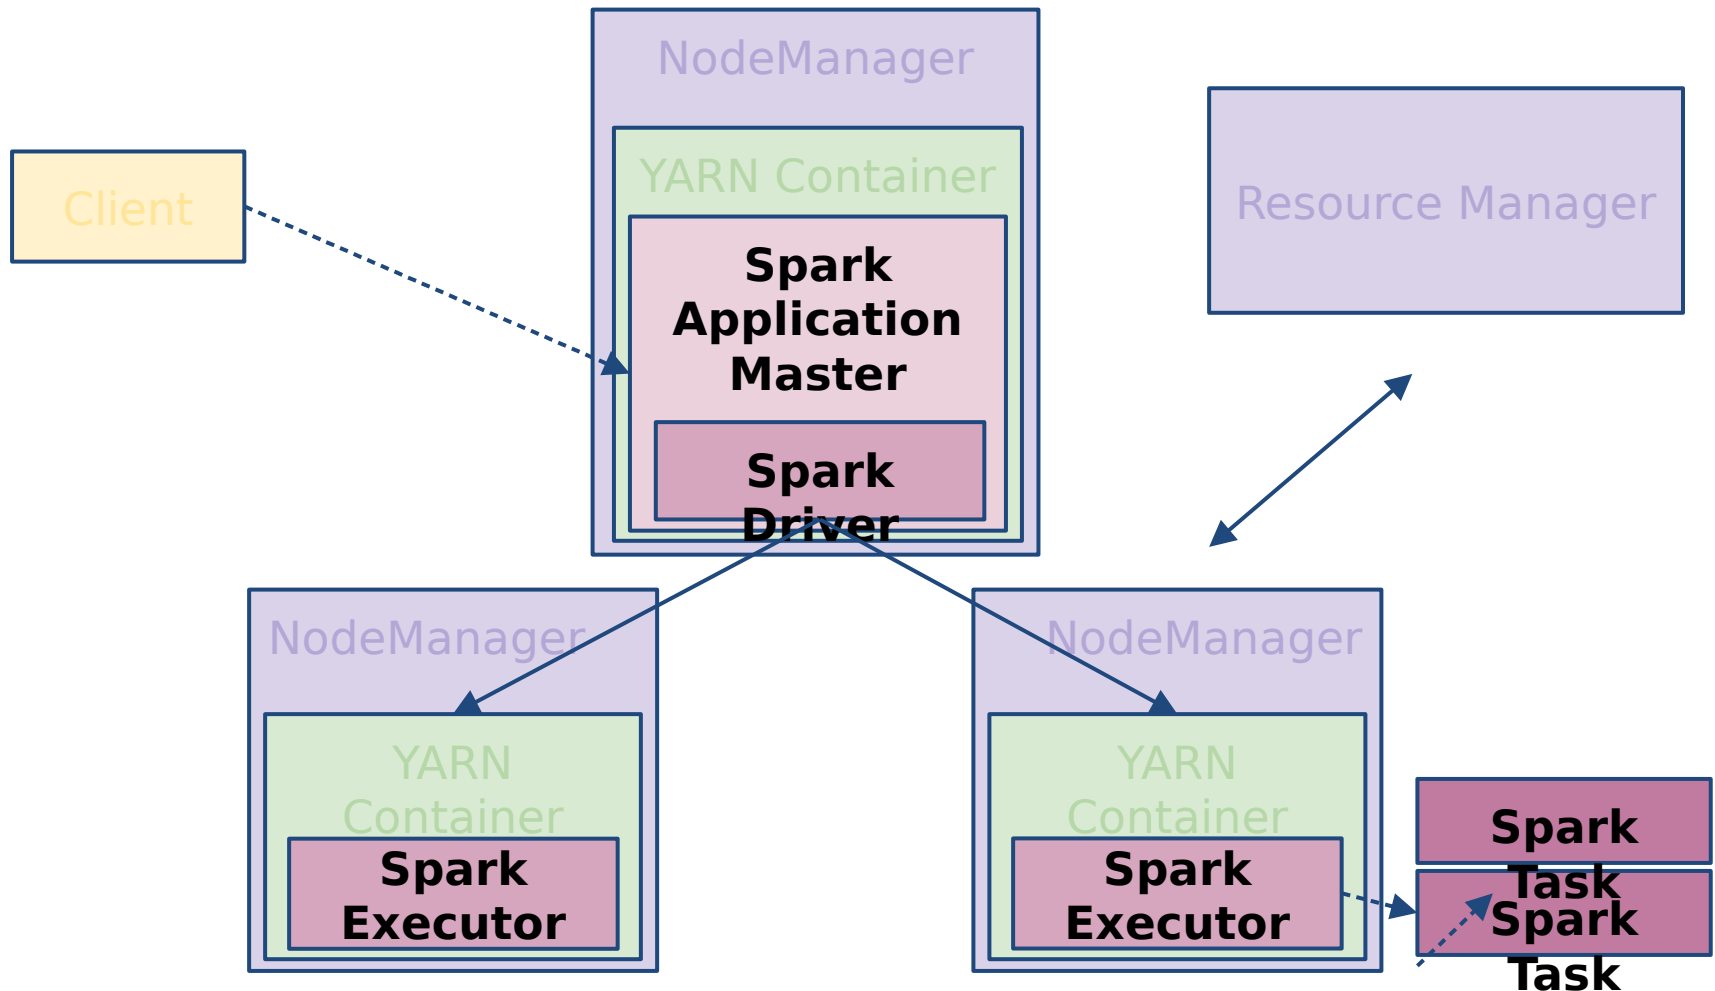 NodeManager
YARN Container
Client
Resource Manager
Spark
Application
Master
Spark
Driver
NodeManager
YARN
Container
Spark
Executor
NodeManager
YARN
Container
Spark
Executor
Spark
Task
Spark
Task